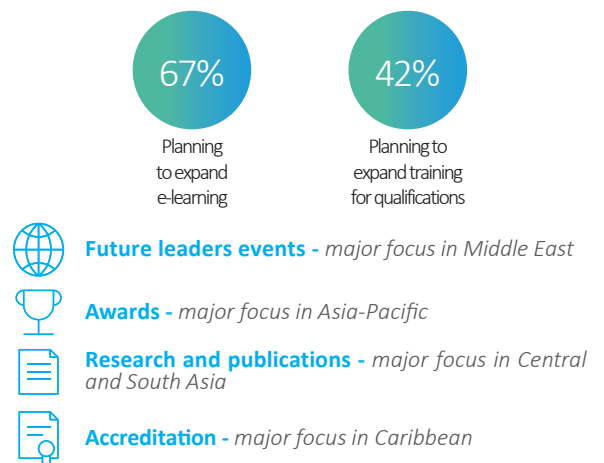 67%
42%
Planning
to expand
e-learning
Planning to
expand training
for qualifications
Future leaders events - major focus in Middle East
Awards - major focus in Asia-Pacific
Research and publications - major focus in Central
and South Asia
Accreditation - major focus in Caribbean